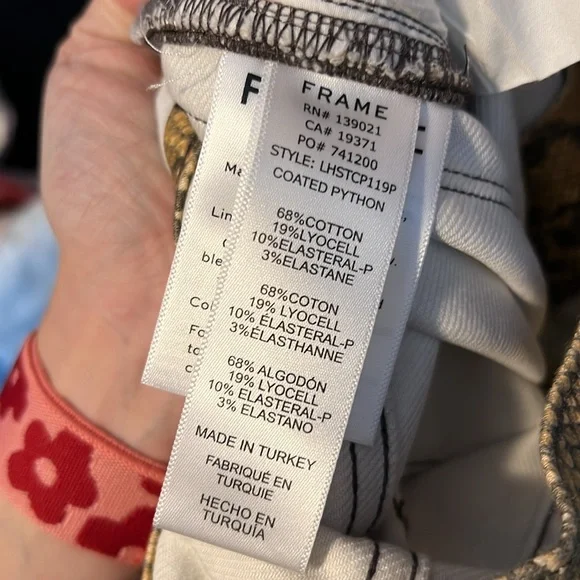 FRAME
RN# 139021
CA# 19371
PO# 741200
STYLE: LHSTCP119P
COATED PYTHON
68%COTTON
19%LYOCELL
10%ELASTERAL-P
3%ELASTANE
68%COTON
19% LYOCELL
10% ÉLASTERAL-P
3%ÉLASTHANNE
68% ALGODÓN
19% LYOCELL
10% ELASTERAL-P
3% ELASTANO
MADE IN TURKEY
FABRIQUÉ EN
TURQUIE
HECHO EN
TURQUÍA